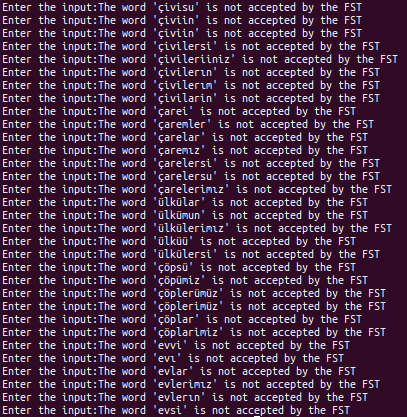 Enter the input:The word 'çivisu' is not accepted by the FST
Enter the input:The word 'çiviin' is not accepted by the FST
Enter the input:The word 'çiviin' is not accepted by the FST
Enter the input:The word 'çivilersi' is not accepted by the FST
Enter the input:The word 'çivileriiniz' is not accepted by the FST
Enter the input:The word 'çivilerın' is not accepted by the FST
Enter the input:The word 'çivilerım' is not accepted by the FST
Enter the input:The word 'çivilarin' is not accepted by the FST
Enter the input:The word 'çarei' is not accepted by the FST
Enter the input:The word 'çaremler' is not accepted by the FST
Enter the input:The word 'çarelar' is not accepted by the FST
Enter the input:The word 'çaremız' is not accepted by the FST
Enter the input:The word 'çarelersi' is not accepted by the FST
Enter the input:The word 'çarelersu' is not accepted by the FST
Enter the input:The word 'çarelerimız' is not accepted by the FST
Enter the input:The word 'ülkülar' is not accepted by the FST
Enter the input:The word 'ülkümun' is not accepted by the FST
Enter the input:The word 'ülkülerimız' is not accepted by the FST
Enter the input:The word 'ülküü' is not accepted by the FST
Enter the input:The word 'ülkülersi' is not accepted by the FST
Enter the input:The word 'çöpsü' is not accepted by the FST
Enter the input:The word 'çöpümiz' is not accepted by the FST
Enter the input:The word 'çöplerümüz' is not accepted by the FST
Enter the input:The word 'çöplerimüz' is not accepted by the FST
Enter the input:The word 'çöplar' is not accepted by the FST
Enter the input:The word 'çöplarimiz' is not accepted by the FST
Enter the input:The word 'evvi' is not accepted by the FST
Enter the input:The word 'evı' is not accepted by the FST
Enter the input:The word 'evlar' is not accepted by the FST
Enter the input:The word 'evlerimız' is not accepted by the FST
Enter the input:The word 'evlerın' is not accepted by the FST
Enter the input:The word 'evsi' is not accepted by the FST